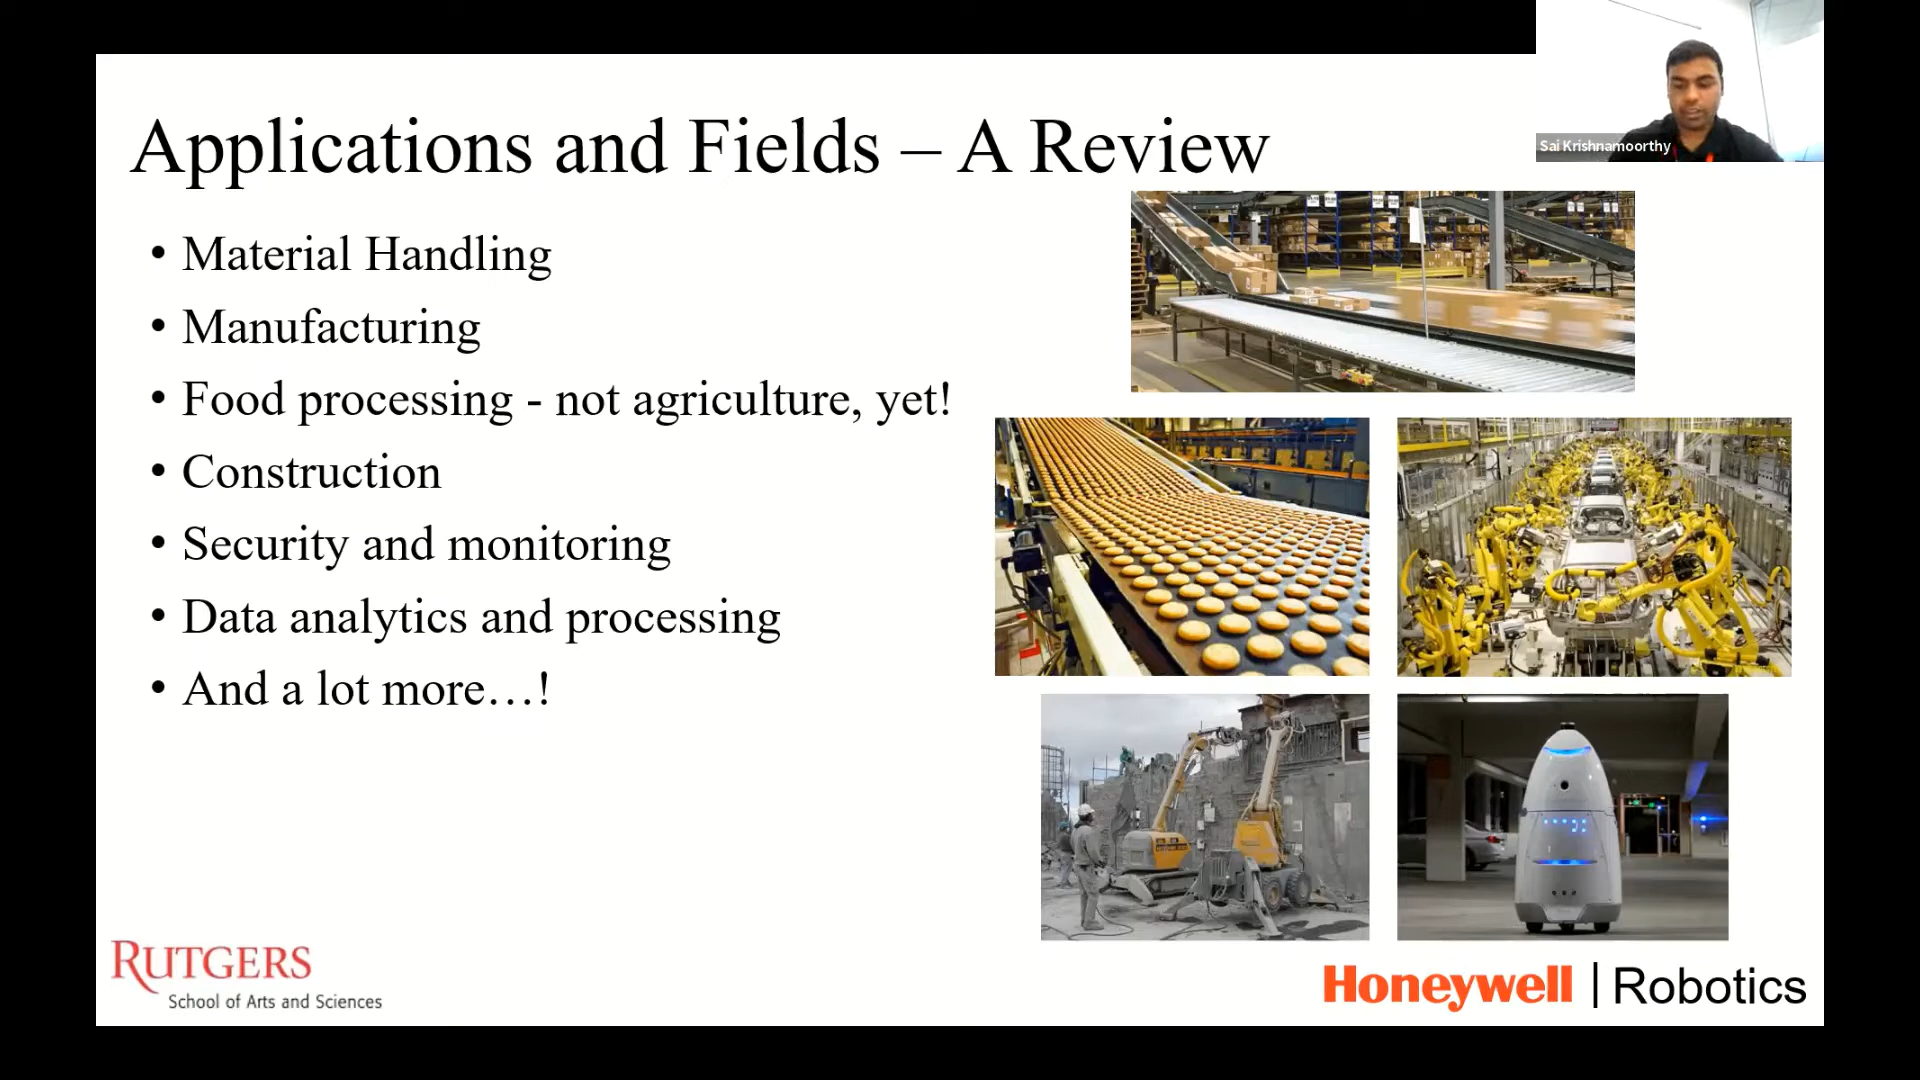 Sai Krishnamoorthy
Applications and Fields – A Review
• Material Handling
• Manufacturing
• Food processing - not agriculture, yet!
• Construction
• Security and monitoring
• Data analytics and processing
• And a lot more…!
RUTGERS
School of Arts and Sciences
Honeywell | Robotics